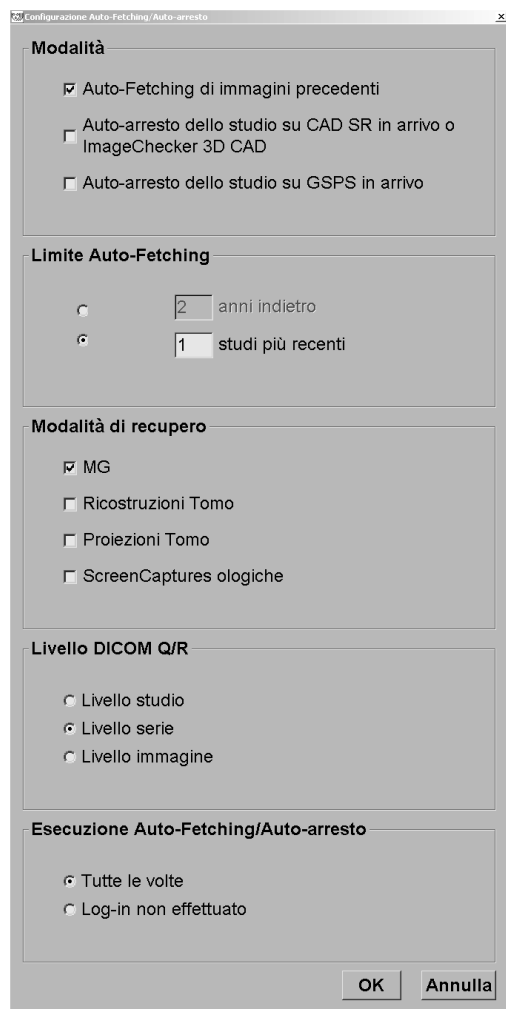 Configurazione Auto-Fetching/Auto-arresto
Modalità
Auto-Fetching di immagini precedenti
Auto-arresto dello studio su CAD SR in arrivo o
ImageChecker 3D CAD
Auto-arresto dello studio su GSPS in arrivo
Limite Auto-Fetching
2 anni indietro
1 studi più recenti
Modalità di recupero
MG
Ricostruzioni Tomo
Proiezioni Tomo
ScreenCaptures ologiche
Livello DICOM Q/R
Livello studio
Livello serie
Livello immagine
Esecuzione Auto-Fetching/Auto-arresto
Tutte le volte
Log-in non effettuato
OK Annulla